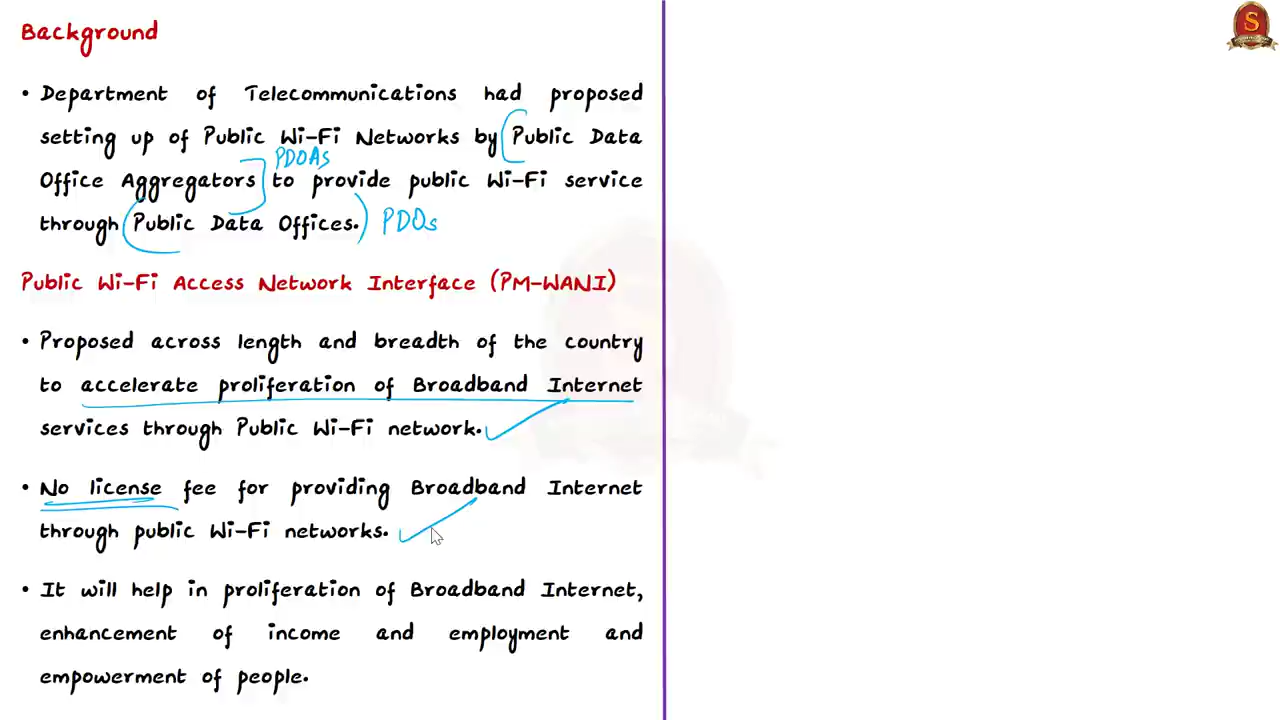 Background
• Department of Telecommunications had proposed
setting up of Public Wi-Fi Networks by Public Data
PDOAs
Office Aggregators to provide public Wi-Fi service
through Public Data Offices. PDOs
Public Wi-Fi Access Network Interface (PM-WANI)
• Proposed across length and breadth of the country
to accelerate proliferation of Broadband Internet
services through Public Wi-Fi network.
• No license fee for providing Broadband Internet
through public Wi-Fi networks.
• It will help in proliferation of Broadband Internet,
enhancement of income and employment and
empowerment of people.
S